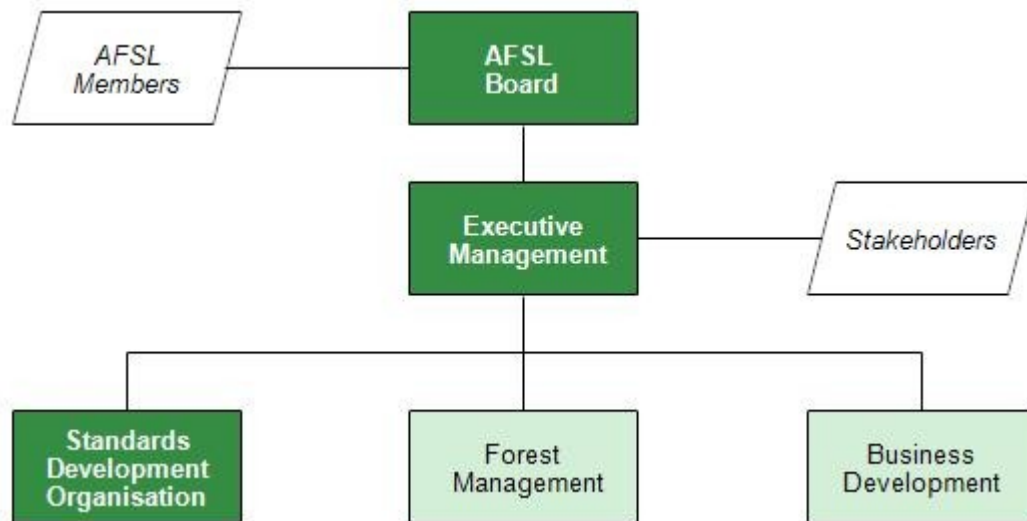 AFSL
Members
AFSL
Board
Executive
Management
Stakeholders
Standards
Development
Organisation
Forest
Management
Business
Development